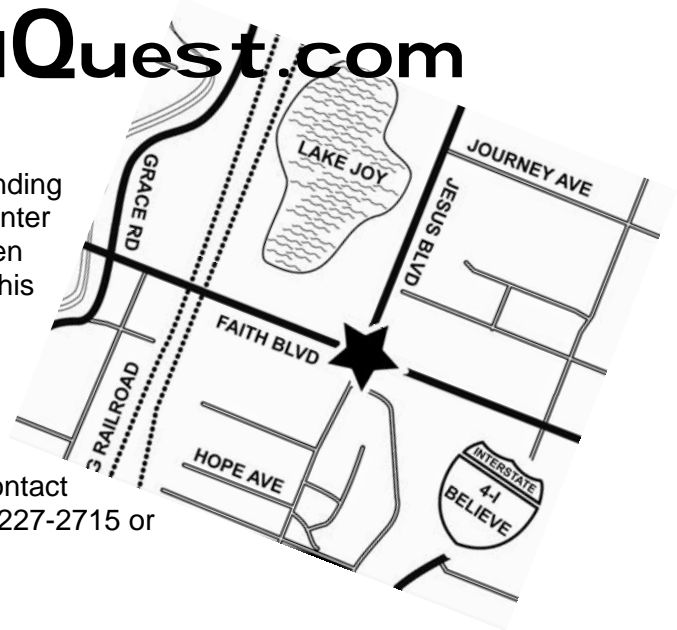 Quest.com
nding
nter
en
his
ontact
227-2715 or
LAKE JOY
JOURNEY AVE
GRACE RD
JESUS BLVD
FAITH BLVD
G RAILROAD
HOPE AVE
INTERSTATE
4-I
BELIEVE